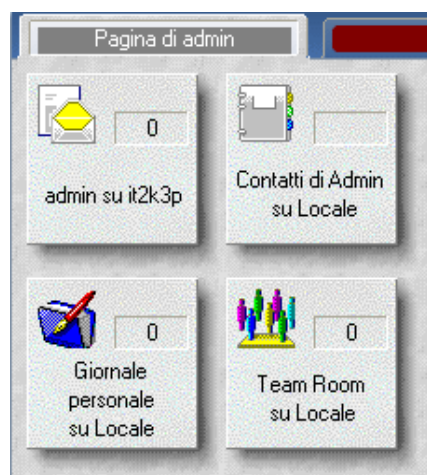 Pagina di admin
0
admin su it2k3p
Contatti di Admin
su Locale
0
Giornale
personale
su Locale
0
Team Room
su Locale